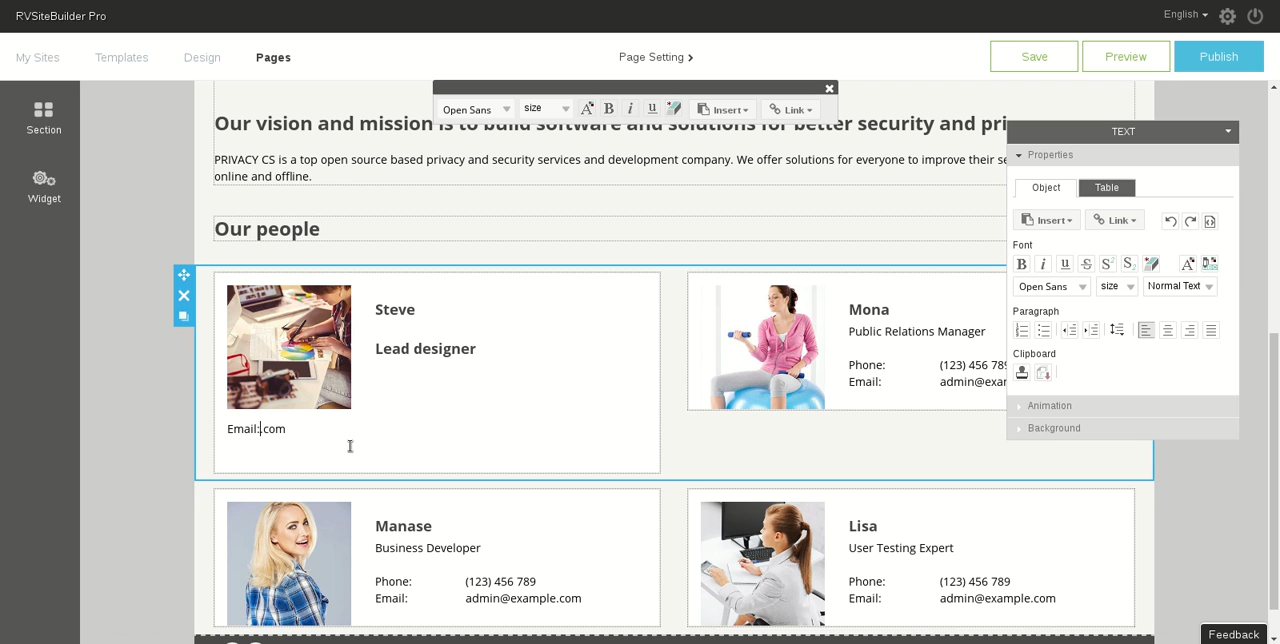 RVSiteBuilder Pro
English
My Sites
Templates
Design
Pages
Page Setting
Save
Preview
Publish
Section
Widget
Open Sans
size
B
i
u
Insert
Link
Our vision and mission is to build software and solutions for better security and pri
PRIVACY CS is a top open source based privacy and security services and development company. We offer solutions for everyone to improve their se
online and offline.
Our people
Steve
Lead designer
Email:.com
Mona
Public Relations Manager
Phone: (123) 456 789
Email: admin@exam
Manase
Business Developer
Phone: (123) 456 789
Email: admin@example.com
Lisa
User Testing Expert
Phone: (123) 456 789
Email: admin@example.com
TEXT
Properties
Object
Table
Insert
Link
Font
B i u S S² S₂
Open Sans
size
Normal Text
Paragraph
Clipboard
Animation
Background
Feedback